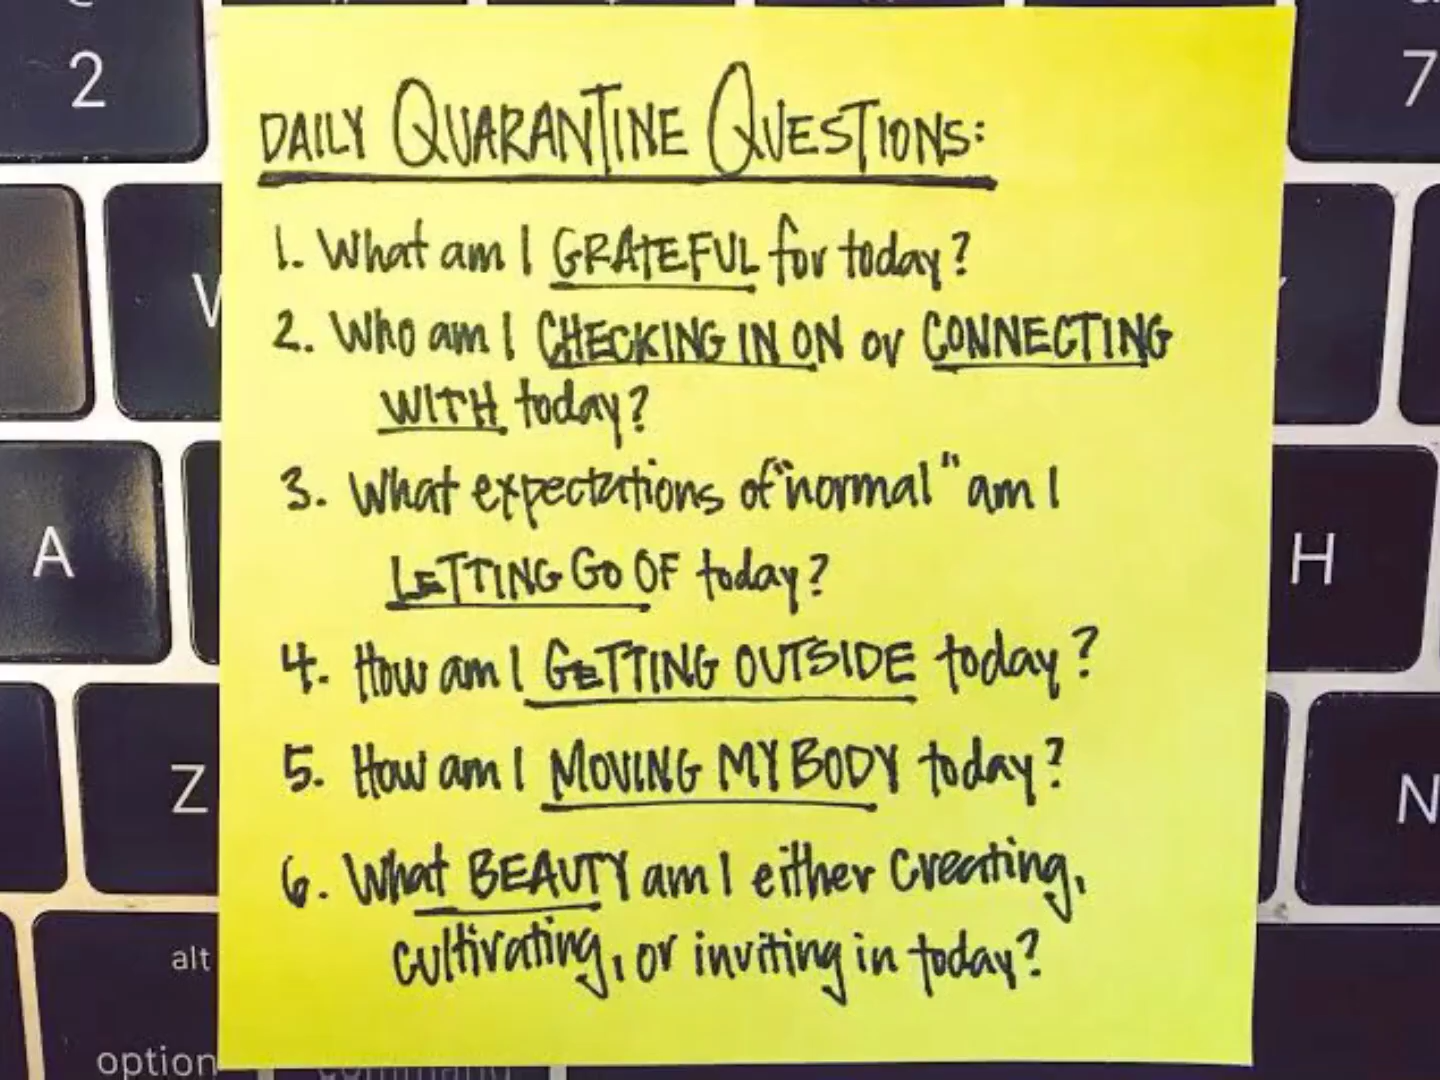 2
7
DAILY QUARANTINE QUESTIONS:
1. What am I GRATEFUL for today?
2. Who am I CHECKING IN ON or CONNECTING
WITH today?
3. What expectations of "normal" am I
LETTING GO OF today?
4. How am I GETTING OUTSIDE today?
5. How am I MOVING MY BODY today?
6. What BEAUTY am I either creating,
cultivating, or inviting in today?
A
H
Z
N
alt
option
command